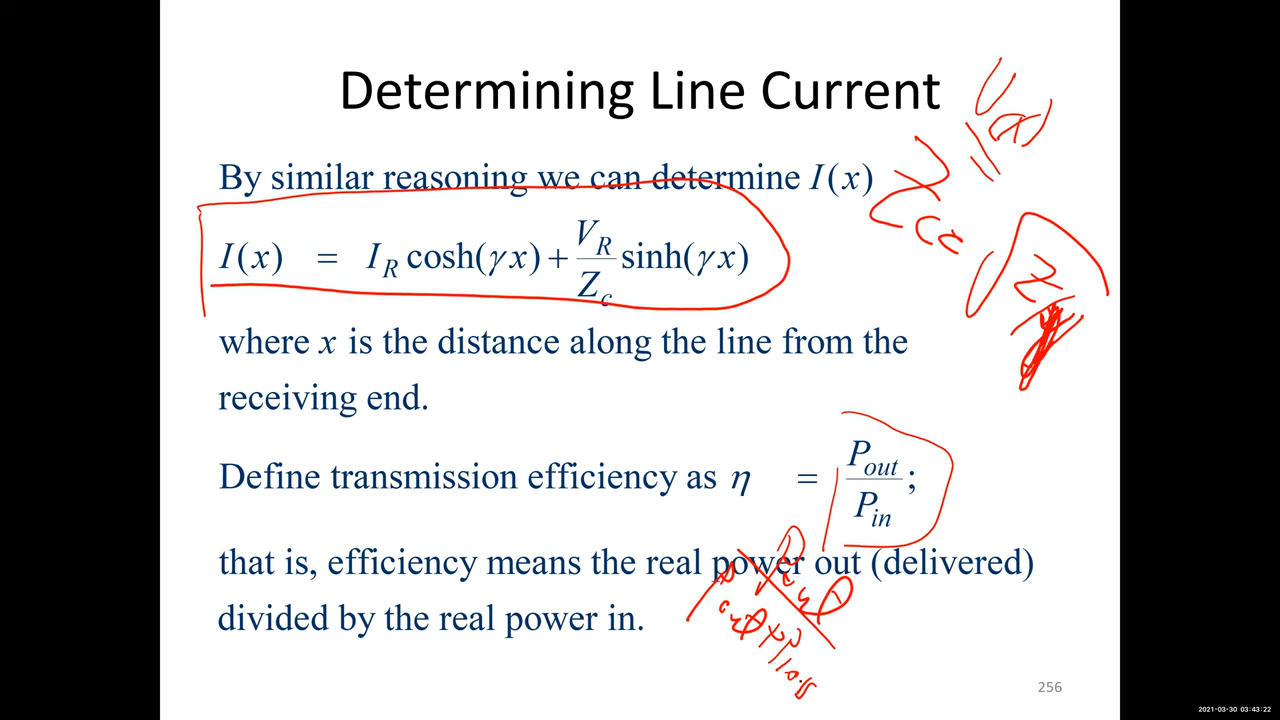 Determining Line Current
By similar reasoning we can determine I(x)
I(x) = I_R cosh(γ x) + V_R/Z_c sinh(γ x)
where x is the distance along the line from the
receiving end.
Define transmission efficiency as η = P_out/P_in;
that is, efficiency means the real power out (delivered)
divided by the real power in.
256
2021-03-30 03:43:22